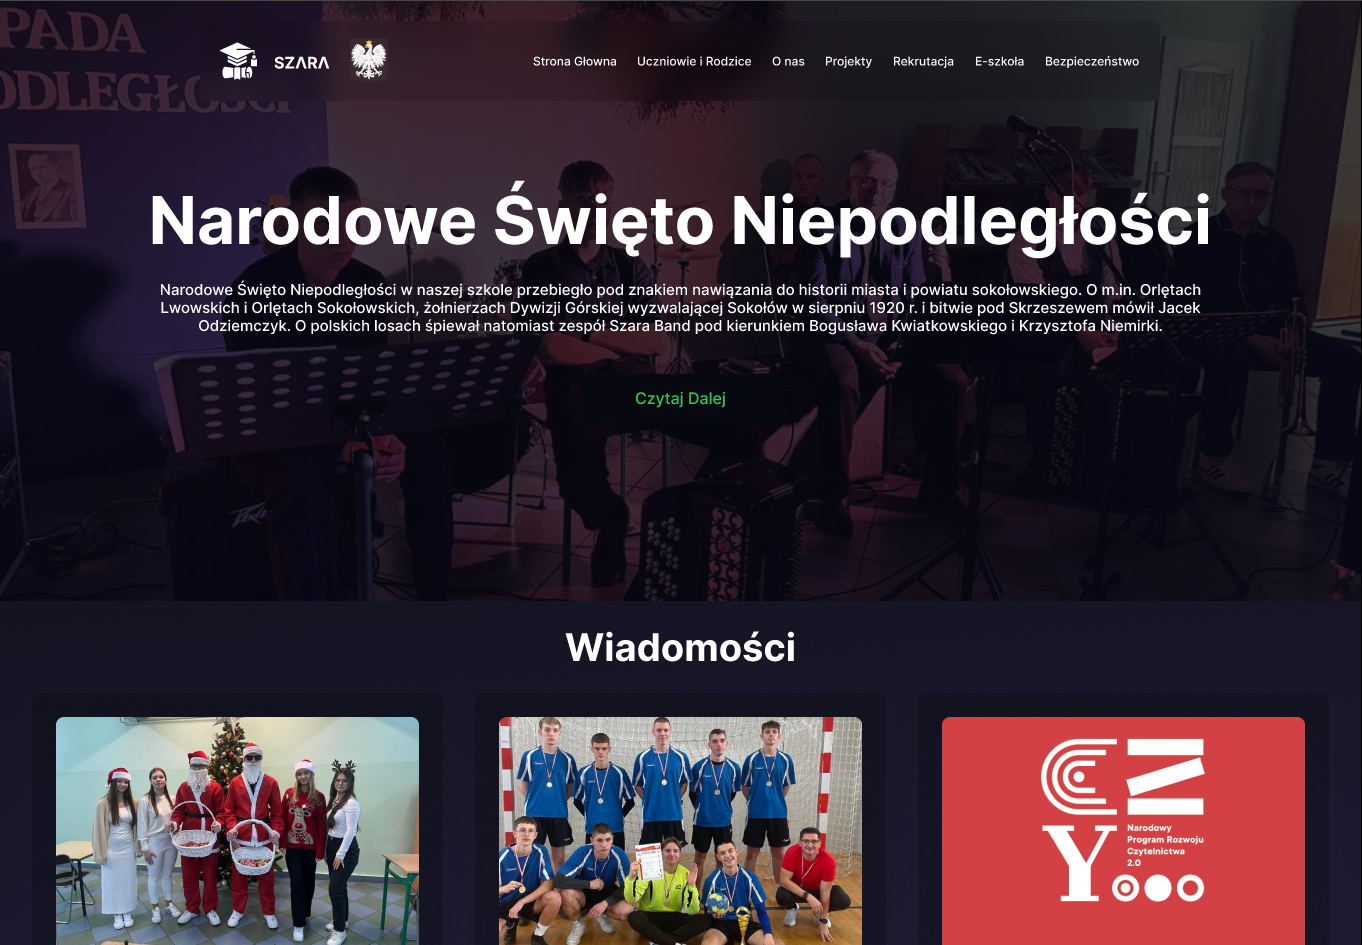 PADA
ODLEGŁOŚCI
SZARA
Strona Głowna
Uczniowie i Rodzice
O nas
Projekty
Rekrutacja
E-szkoła
Bezpieczeństwo
Narodowe Święto Niepodległości
Narodowe Święto Niepodległości w naszej szkole przebiegło pod znakiem nawiązania do historii miasta i powiatu sokołowskiego. O m.in. Orlętach
Lwowskich i Orlętach Sokołowskich, żołnierzach Dywizji Górskiej wyzwalającej Sokołów w sierpniu 1920 r. i bitwie pod Skrzeszewem mówił Jacek
Odziemczyk. O polskich losach śpiewał natomiast zespół Szara Band pod kierunkiem Bogusława Kwiatkowskiego i Krzysztofa Niemirki.
Czytaj Dalej
Wiadomości
Narodowy
Program Rozwoju
Czytelnictwa
2.0